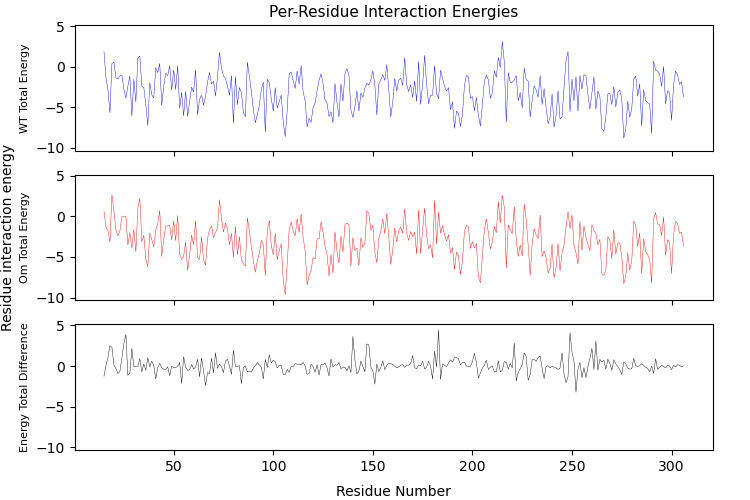 Per-Residue Interaction Energies
5
0
−5
−10
WT Total Energy
5
0
−5
−10
Om Total Energy
Residue interaction energy
5
0
−5
−10
Energy Total Difference
50 100 150 200 250 300
Residue Number